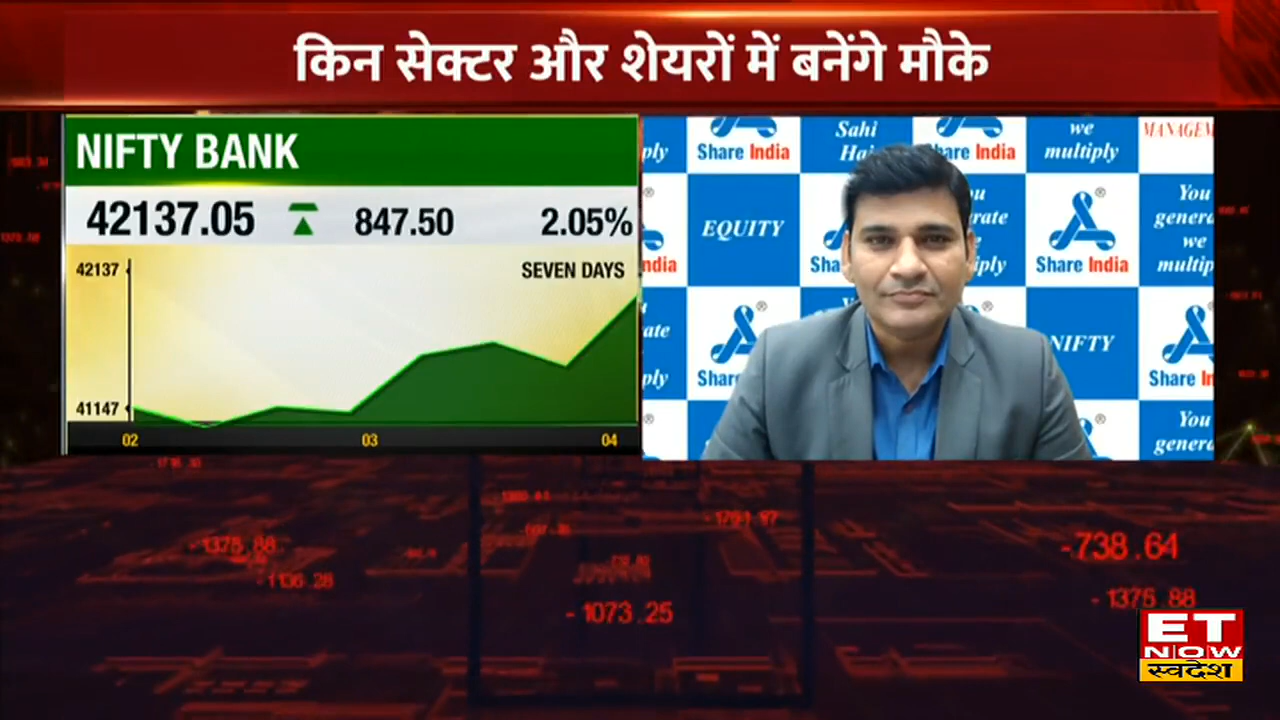 किन सेक्टर और शेयरों में बनेंगे मौके
NIFTY BANK
42137.05 847.50 2.05%
SEVEN DAYS
42137
41147
02 03 04
Share India
Sahi
we
multiply
EQUITY
You
generate
we
Share India
NIFTY
You
-1375.88
-1136.28
-1073.25
-738.64
-1375.88
ET
NOW
स्वदेश